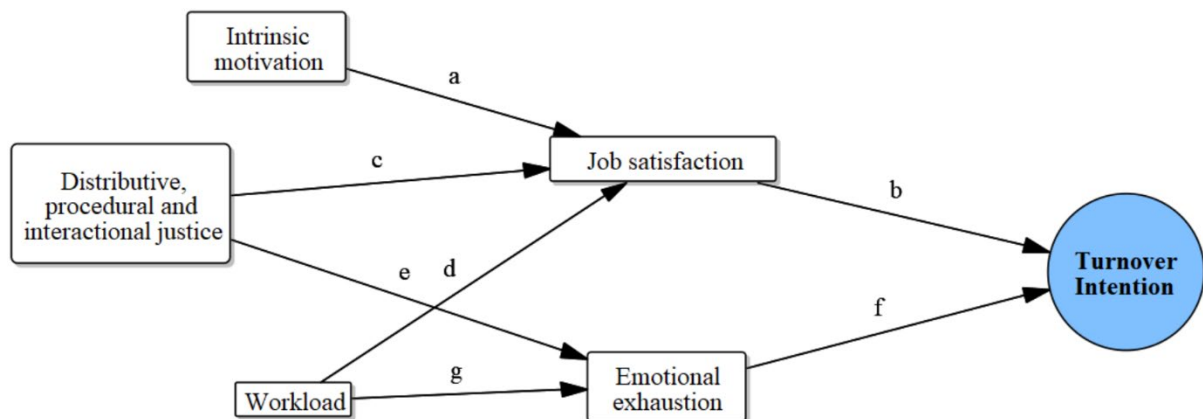 Intrinsic
motivation
a
Distributive,
procedural and
interactional justice
c
Job satisfaction
b
e
d
Turnover
Intention
f
Workload
g
Emotional
exhaustion